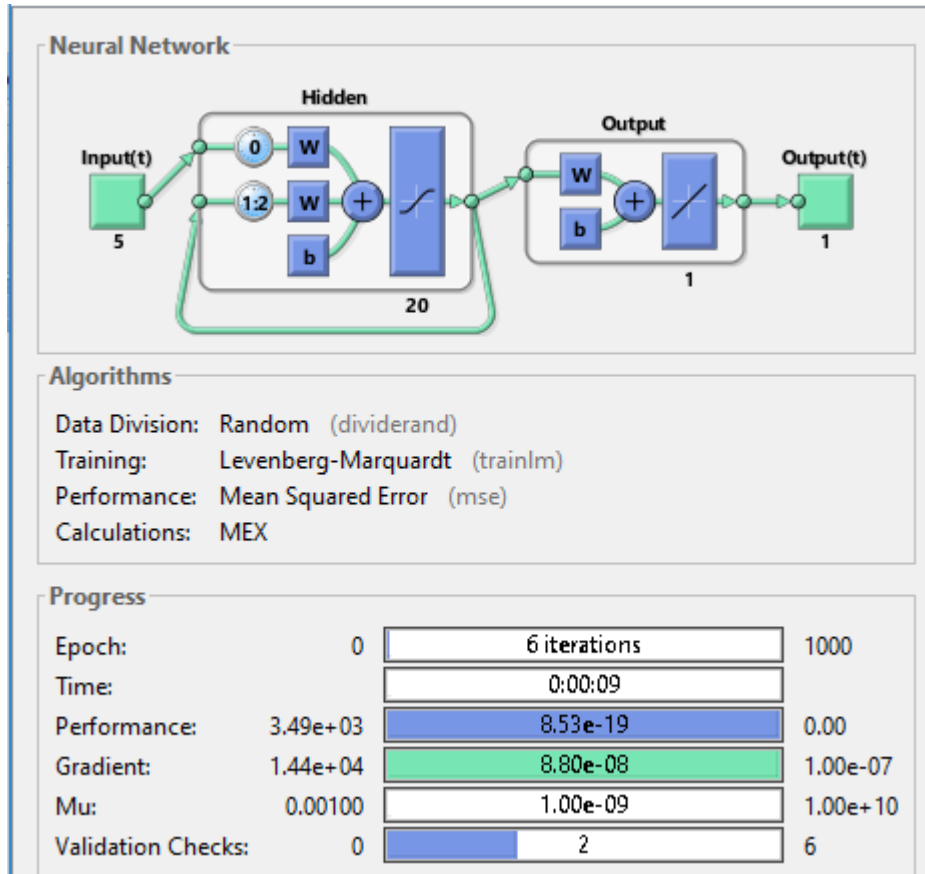 Neural Network
Hidden
Output
Input(t)
0
W
1:2
W
b
W
b
Output(t)
5
20
1
1
Algorithms
Data Division: Random (dividerand)
Training: Levenberg-Marquardt (trainlm)
Performance: Mean Squared Error (mse)
Calculations: MEX
Progress
Epoch: 0 6 iterations 1000
Time: 0:00:09
Performance: 3.49e+03 8.53e-19 0.00
Gradient: 1.44e+04 8.80e-08 1.00e-07
Mu: 0.00100 1.00e-09 1.00e+10
Validation Checks: 0 2 6